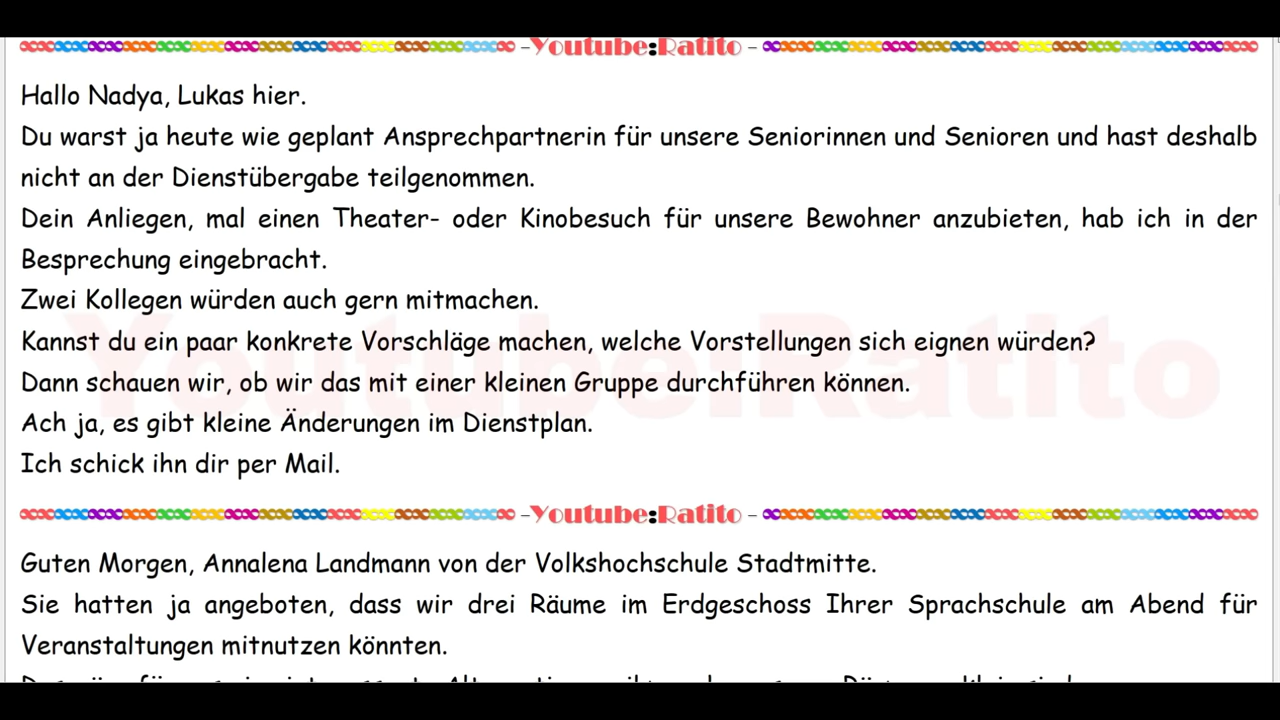 -Youtube:Ratito -
Hallo Nadya, Lukas hier.
Du warst ja heute wie geplant Ansprechpartnerin für unsere Seniorinnen und Senioren und hast deshalb
nicht an der Dienstübergabe teilgenommen.
Dein Anliegen, mal einen Theater- oder Kinobesuch für unsere Bewohner anzubieten, hab ich in der
Besprechung eingebracht.
Zwei Kollegen würden auch gern mitmachen.
Kannst du ein paar konkrete Vorschläge machen, welche Vorstellungen sich eignen würden?
Dann schauen wir, ob wir das mit einer kleinen Gruppe durchführen können.
Ach ja, es gibt kleine Änderungen im Dienstplan.
Ich schick ihn dir per Mail.
Youtube:Ratito
-Youtube:Ratito -
Guten Morgen, Annalena Landmann von der Volkshochschule Stadtmitte.
Sie hatten ja angeboten, dass wir drei Räume im Erdgeschoss Ihrer Sprachschule am Abend für
Veranstaltungen mitnutzen könnten.